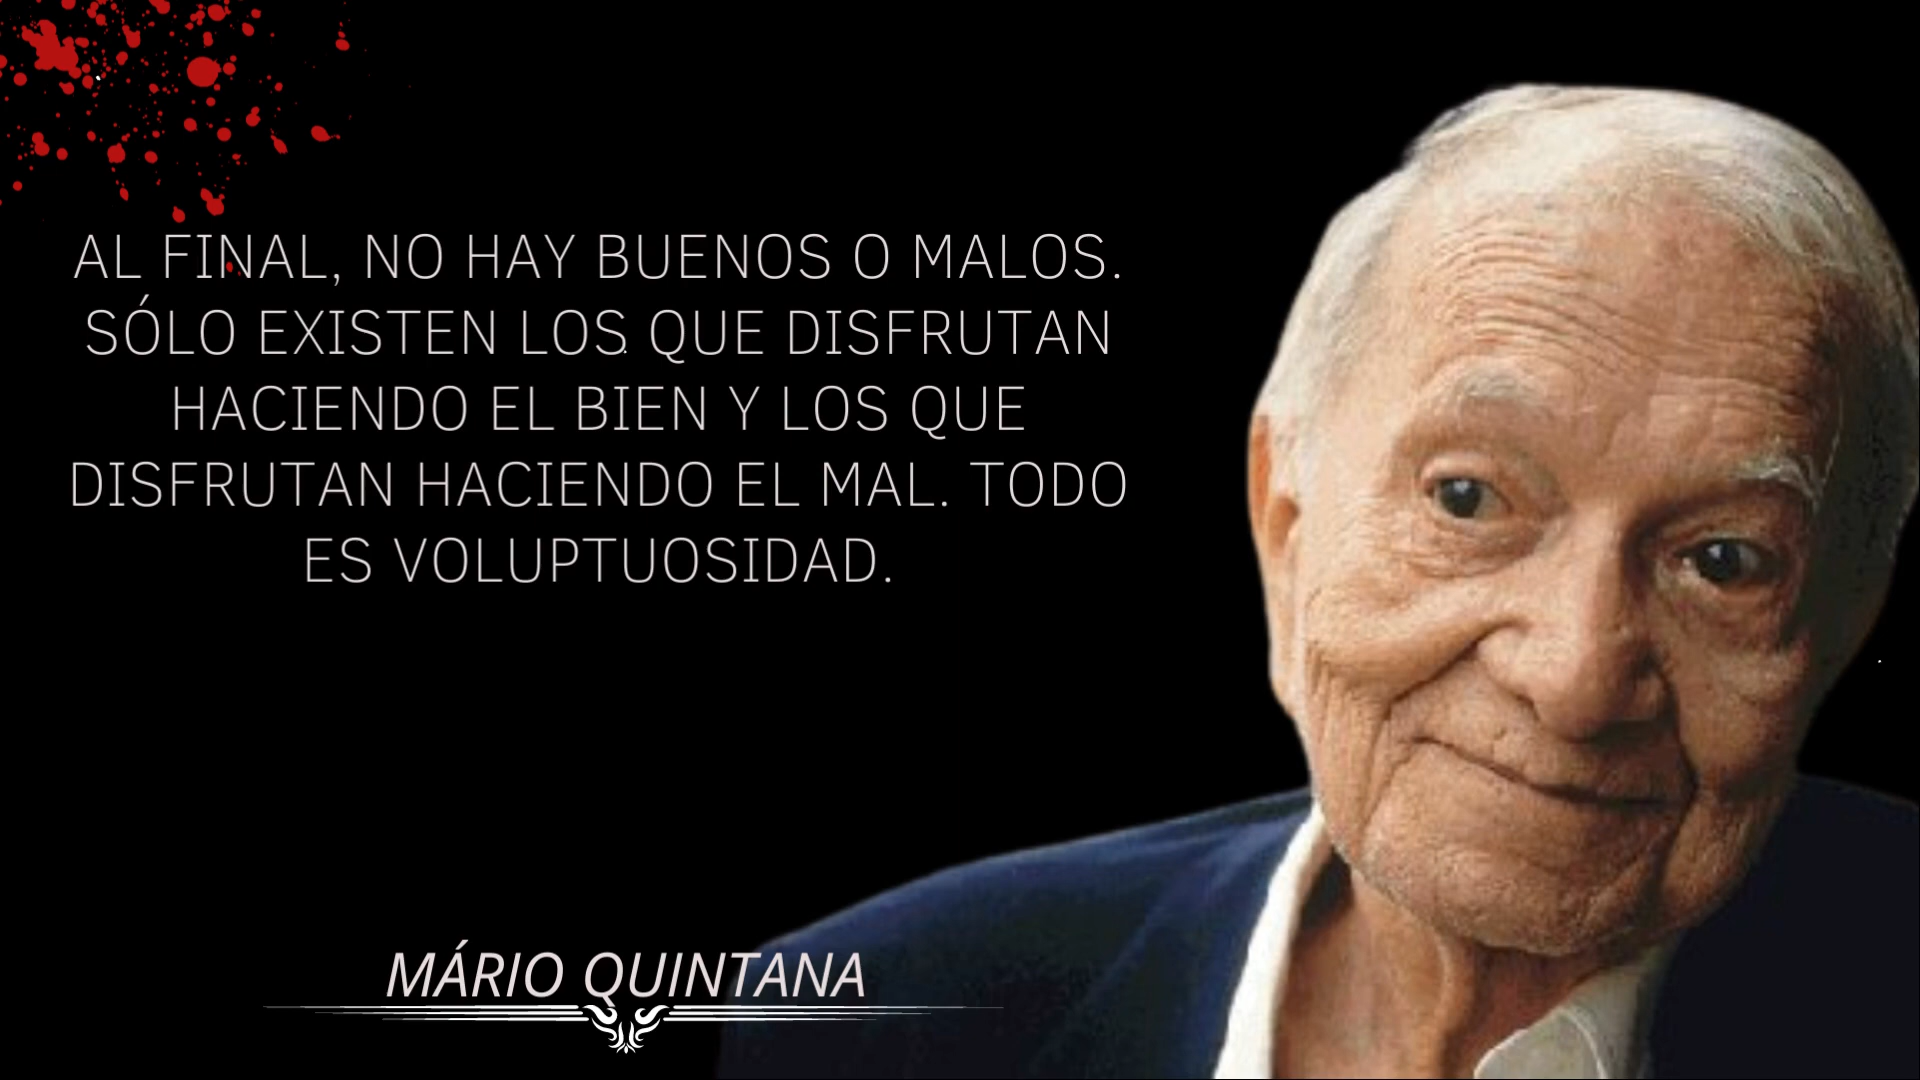 AL FINAL, NO HAY BUENOS O MALOS.
SÓLO EXISTEN LOS QUE DISFRUTAN
HACIENDO EL BIEN Y LOS QUE
DISFRUTAN HACIENDO EL MAL. TODO
ES VOLUPTUOSIDAD.
MÁRIO QUINTANA